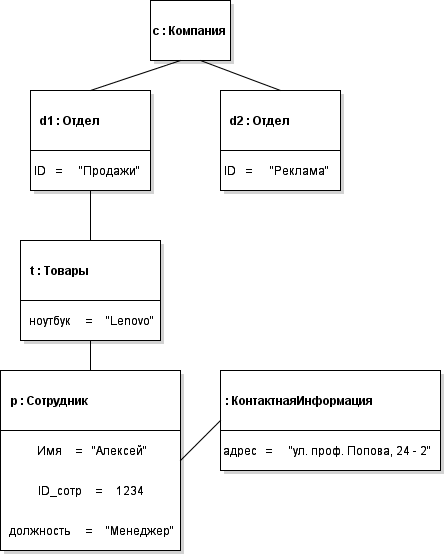 c : Компания
d1 : Отдел
ID = "Продажи"
d2 : Отдел
ID = "Реклама"
t : Товары
ноутбук = "Lenovo"
p : Сотрудник
Имя = "Алексей"
ID_сотр = 1234
должность = "Менеджер"
: КонтактнаяИнформация
адрес = "ул. проф. Попова, 24 - 2"